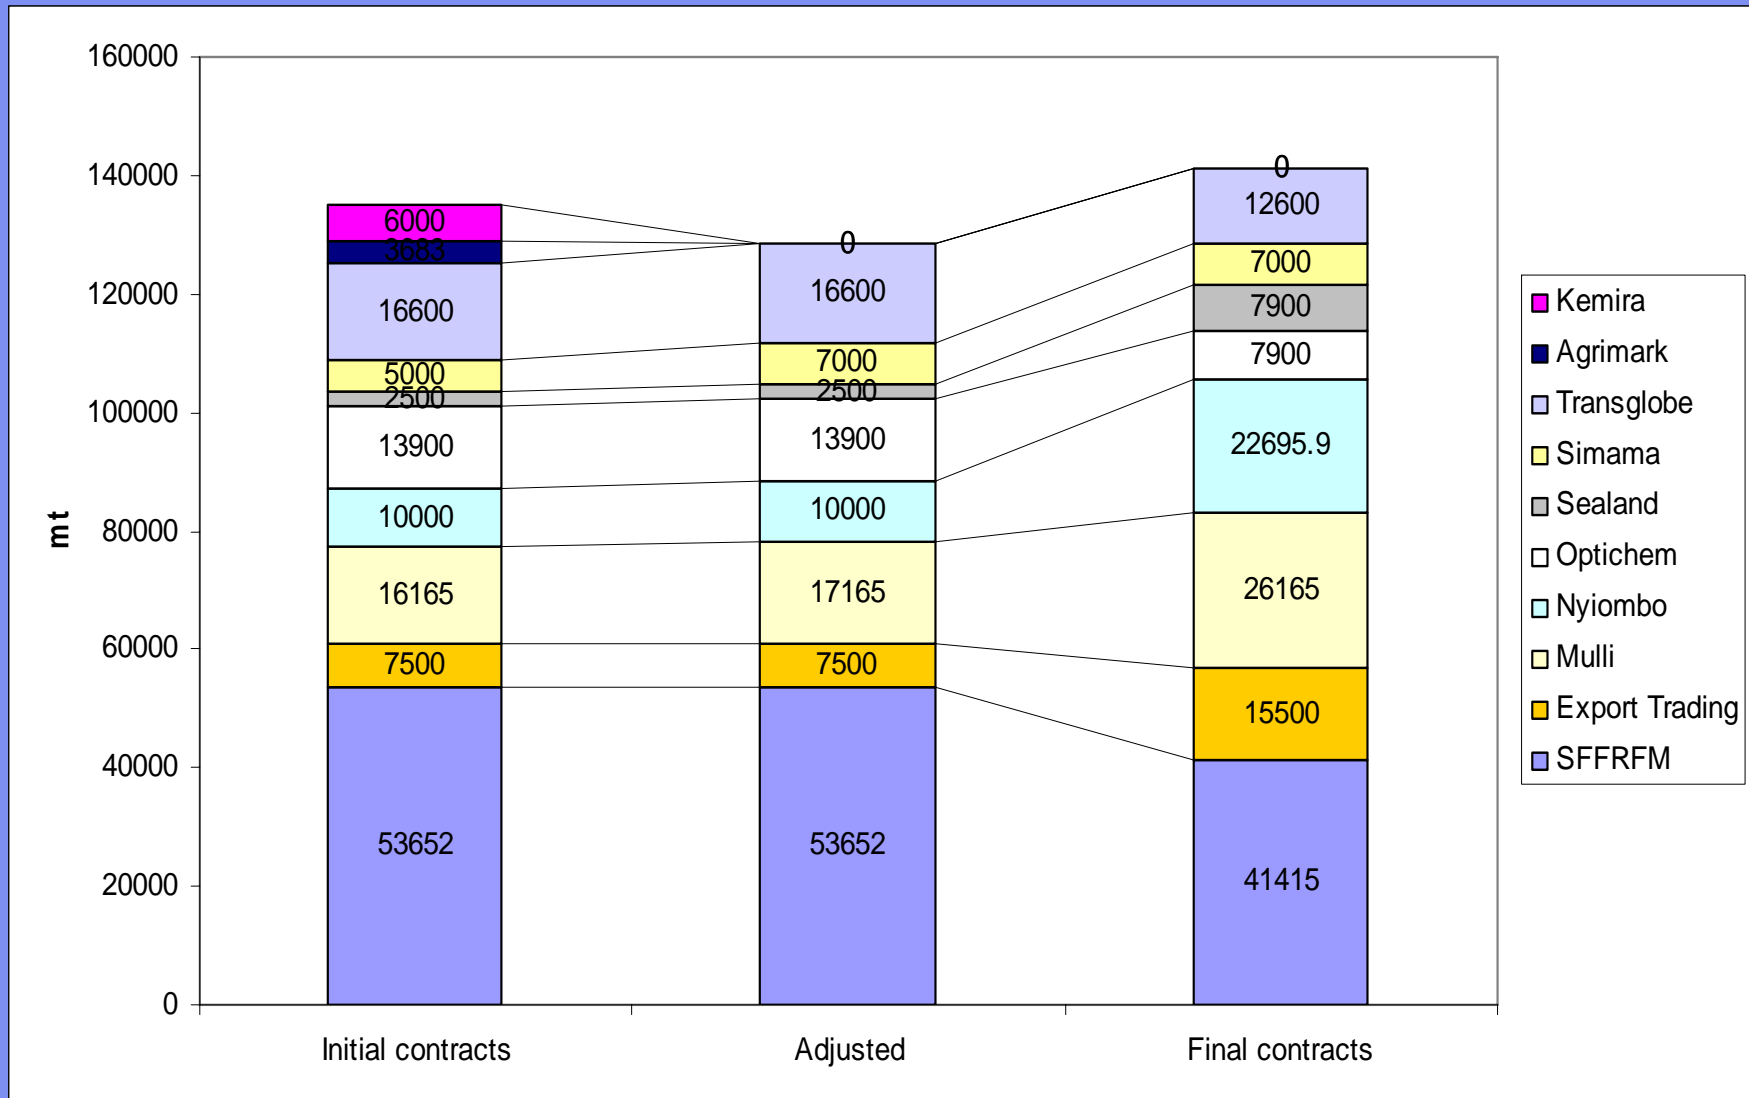 160000
140000
120000
100000
80000
60000
40000
20000
0
mt
6000
3683
16600
5000
2500
13900
10000
16165
7500
53652
0
16600
7000
2500
13900
10000
17165
7500
53652
0
12600
7000
7900
7900
22695.9
26165
15500
41415
Initial contracts
Adjusted
Final contracts
Kemira
Agrimark
Transglobe
Simama
Sealand
Optichem
Nyiombo
Mulli
Export Trading
SFFRFM